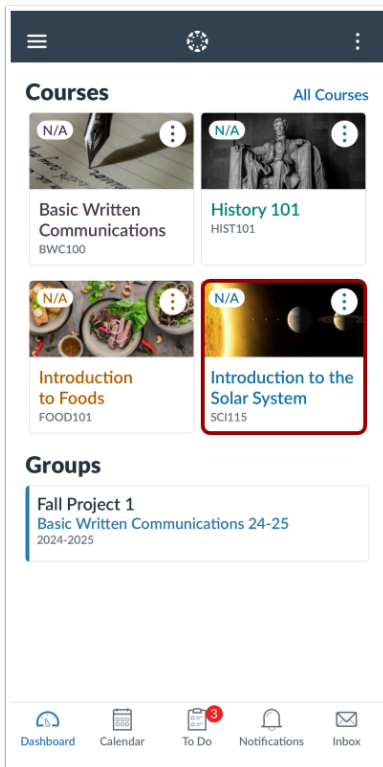 Courses
All Courses
N/A
N/A
Basic Written
Communications
BWC100
History 101
HIST101
N/A
N/A
Introduction
to Foods
FOOD101
Introduction to the
Solar System
SCI115
Groups
Fall Project 1
Basic Written Communications 24-25
2024-2025
3
Dashboard
Calendar
To Do
Notifications
Inbox